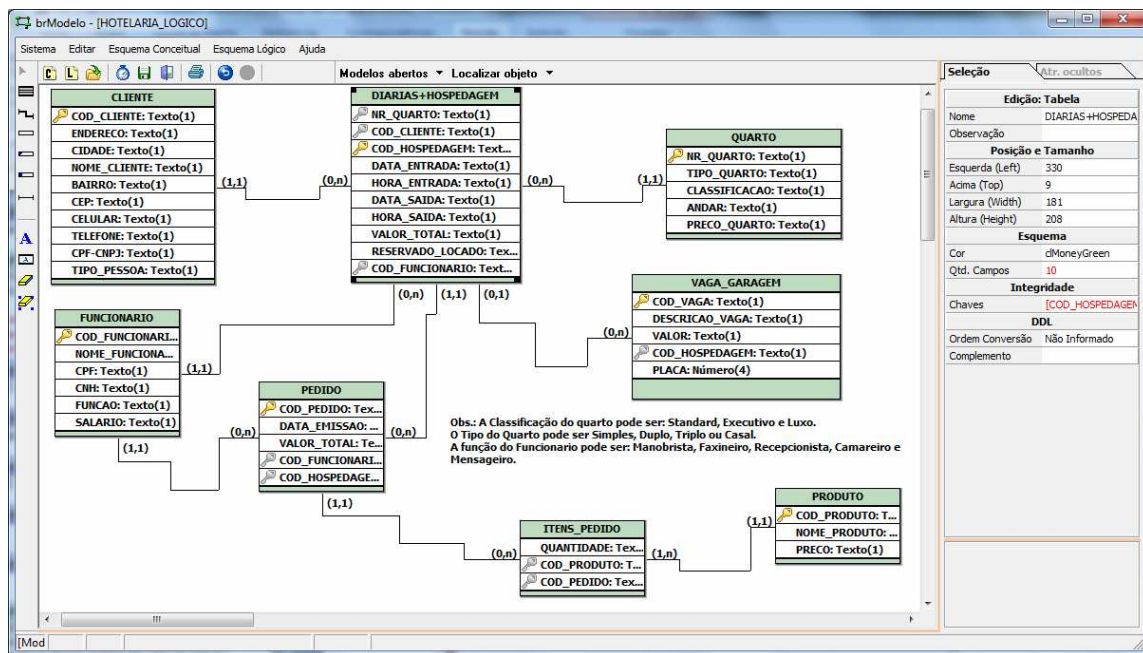 brModelo - [HOTELARIA_LOGICO]
Sistema Editar Esquema Conceitual Esquema Lógico Ajuda
Modelos abertos Localizar objeto
CLIENTE
COD_CLIENTE: Texto(1)
ENDERECO: Texto(1)
CIDADE: Texto(1)
NOME_CLIENTE: Texto(1)
BAIRRO: Texto(1)
CEP: Texto(1)
CELULAR: Texto(1)
TELEFONE: Texto(1)
CPF-CNPJ: Texto(1)
TIPO_PESSOA: Texto(1)
(1,1)
(0,n)
DIARIAS+HOSPEDAGEM
NR_QUARTO: Texto(1)
COD_CLIENTE: Texto(1)
COD_HOSPEDAGEM: Text...
DATA_ENTRADA: Texto(1)
HORA_ENTRADA: Texto(1)
DATA_SAIDA: Texto(1)
HORA_SAIDA: Texto(1)
VALOR_TOTAL: Texto(1)
RESERVADO_LOCADO: Tex...
COD_FUNCIONARIO: Text...
(0,n)
(1,1)
QUARTO
NR_QUARTO: Texto(1)
TIPO_QUARTO: Texto(1)
CLASSIFICACAO: Texto(1)
ANDAR: Texto(1)
PRECO_QUARTO: Texto(1)
(0,n)
(1,1)
(0,1)
VAGA_GARAGEM
COD_VAGA: Texto(1)
DESCRICAO_VAGA: Texto(1)
VALOR: Texto(1)
COD_HOSPEDAGEM: Texto(1)
PLACA: Número(4)
(0,n)
FUNCIONARIO
COD_FUNCIONARI...
NOME_FUNCIONA...
CPF: Texto(1)
CNH: Texto(1)
FUNCAO: Texto(1)
SALARIO: Texto(1)
(1,1)
(1,1)
PEDIDO
COD_PEDIDO: Tex...
DATA_EMISSAO: ...
VALOR_TOTAL: Te...
COD_FUNCIONARI...
COD_HOSPEDAGE...
(0,n)
(0,n)
(1,1)
Obs.: A Classificação do quarto pode ser: Standard, Executivo e Luxo.
O Tipo do Quarto pode ser Simples, Duplo, Triplo ou Casal.
A função do Funcionario pode ser: Manobrista, Faxineiro, Recepcionista, Camareiro e
Mensageiro.
ITENS_PEDIDO
QUANTIDADE: Tex...
COD_PRODUTO: T...
COD_PEDIDO: Tex...
(0,n)
(1,n)
(1,1)
PRODUTO
COD_PRODUTO: T...
NOME_PRODUTO: ...
PRECO: Texto(1)
Seleção Atr. ocultos
Edição: Tabela
Nome DIARIAS+HOSPEDA
Observação
Posição e Tamanho
Esquerda (Left) 330
Acima (Top) 9
Largura (Width) 181
Altura (Height) 208
Esquema
Cor clMoneyGreen
Qtd. Campos 10
Integridade
Chaves [COD_HOSPEDAGEN
DDL
Ordem Conversão Não Informado
Complemento
[Mod